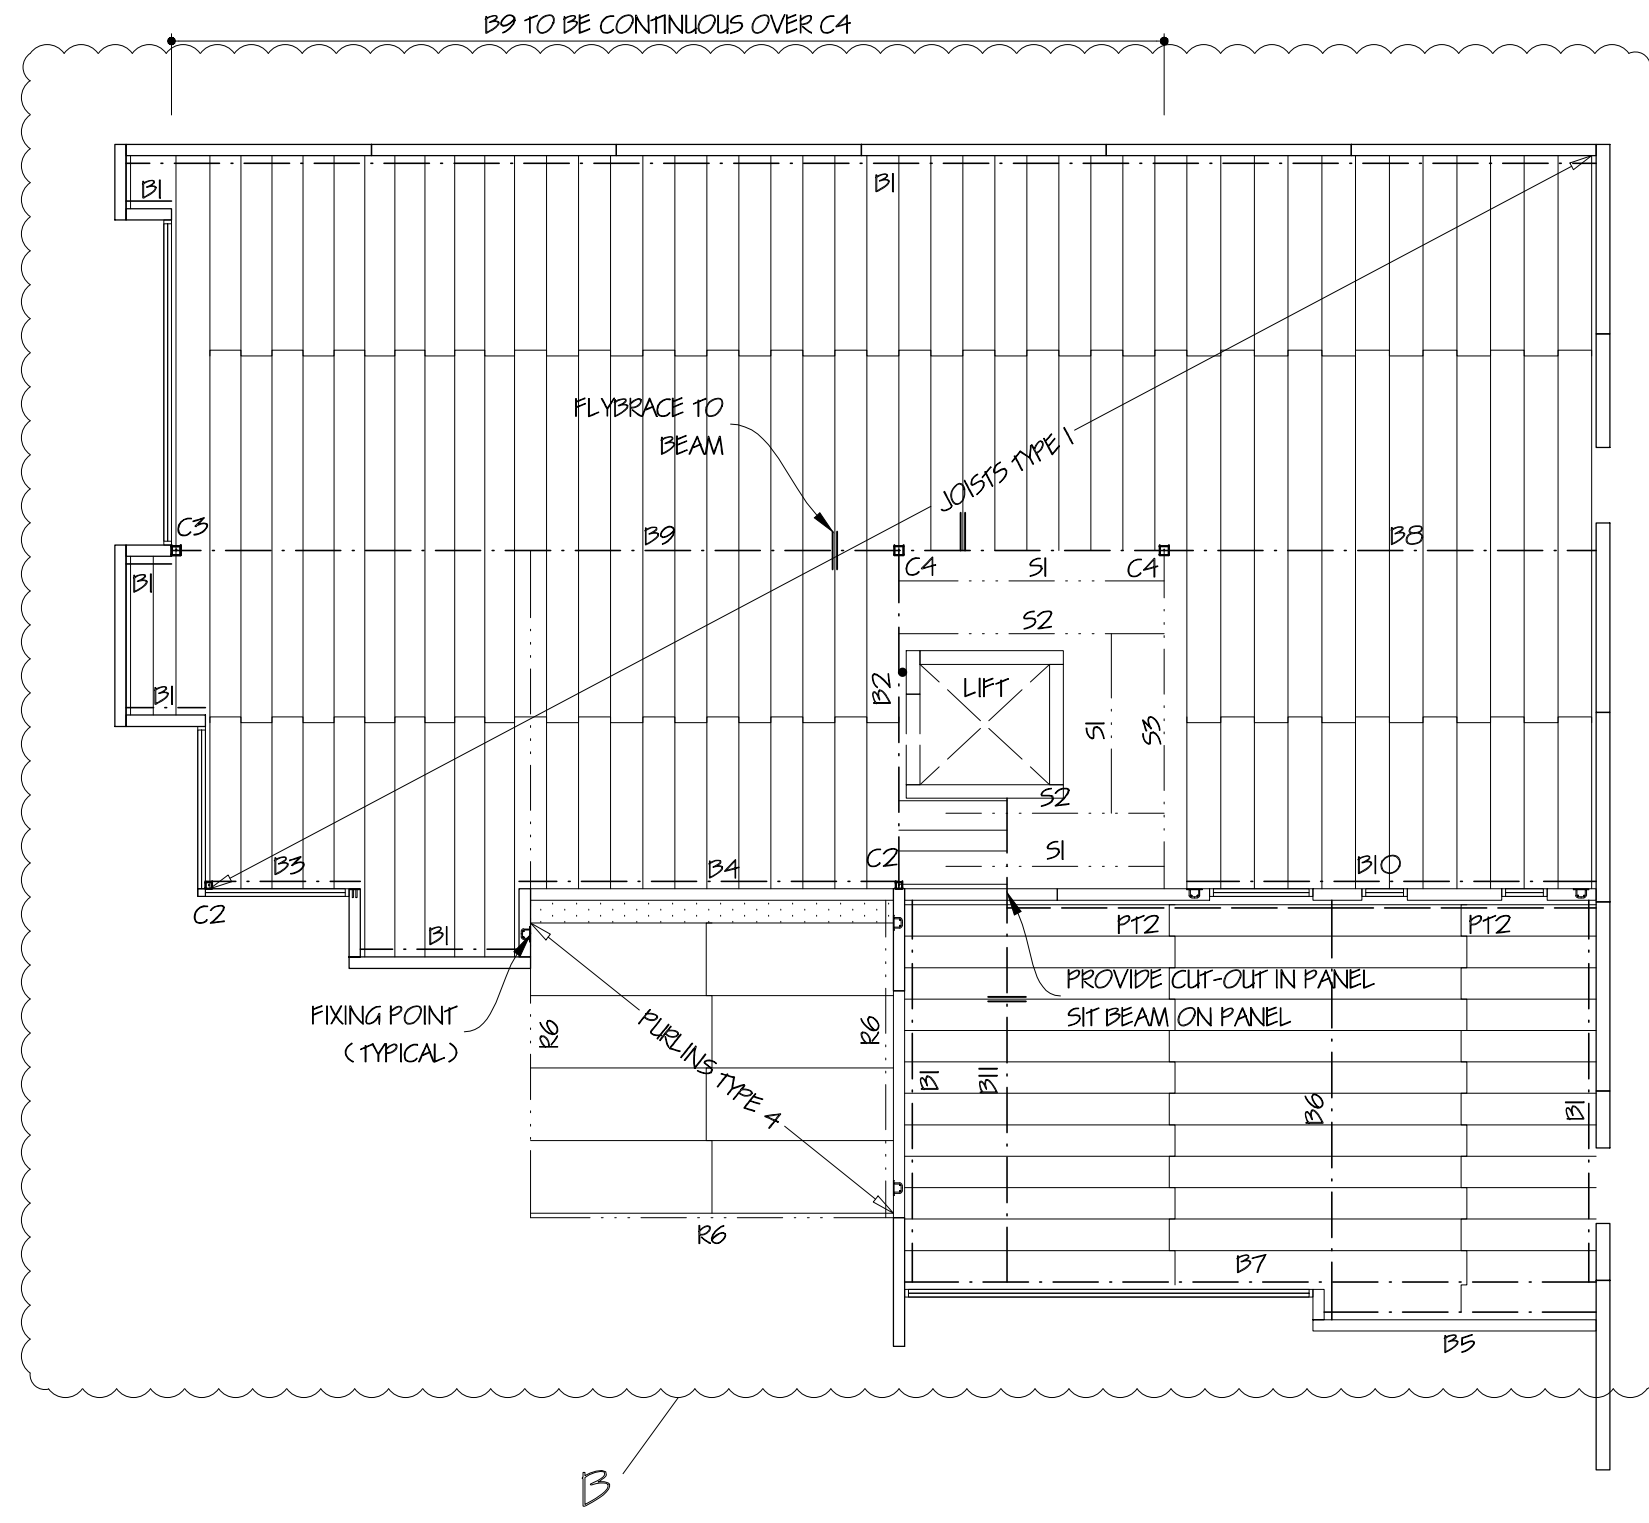 B9 TO BE CONTINUOUS OVER C4
B1
B1
FLYBRACE TO
BEAM
JOISTS TYPE 1
C3
B9
B8
C4
S1
C4
B1
S2
B2
LIFT
B1
S1
S3
S2
B3
B4
C2
S1
B10
C2
B1
PT2
PT2
PROVIDE CUT-OUT IN PANEL
SIT BEAM ON PANEL
FIXING POINT
(TYPICAL)
R6
PURLINS TYPE 4
R6
B1
B11
B6
B1
R6
B7
B5
B